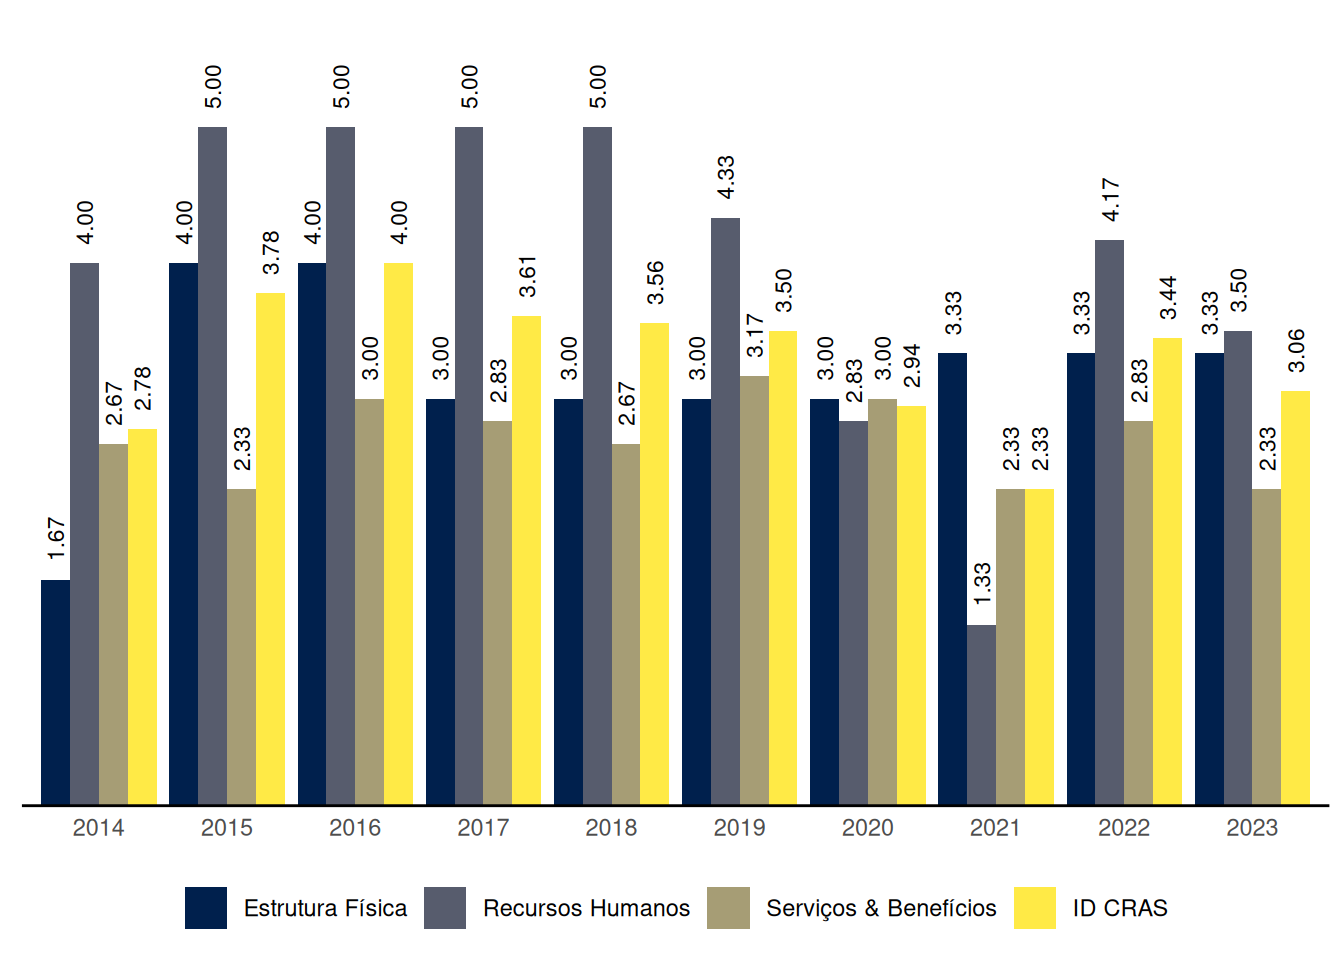 1.67 4.00 2.67 2.78
4.00 5.00 2.33 3.78
4.00 5.00 3.00 4.00
3.00 5.00 2.83 3.61
3.00 5.00 2.67 3.56
3.00 4.33 3.17 3.50
3.00 2.83 3.00 2.94
3.33 1.33 2.33 2.33
3.33 4.17 2.83 3.44
3.33 3.50 2.33 3.06
2014 2015 2016 2017 2018 2019 2020 2021 2022 2023
Estrutura Física Recursos Humanos Serviços & Benefícios ID CRAS